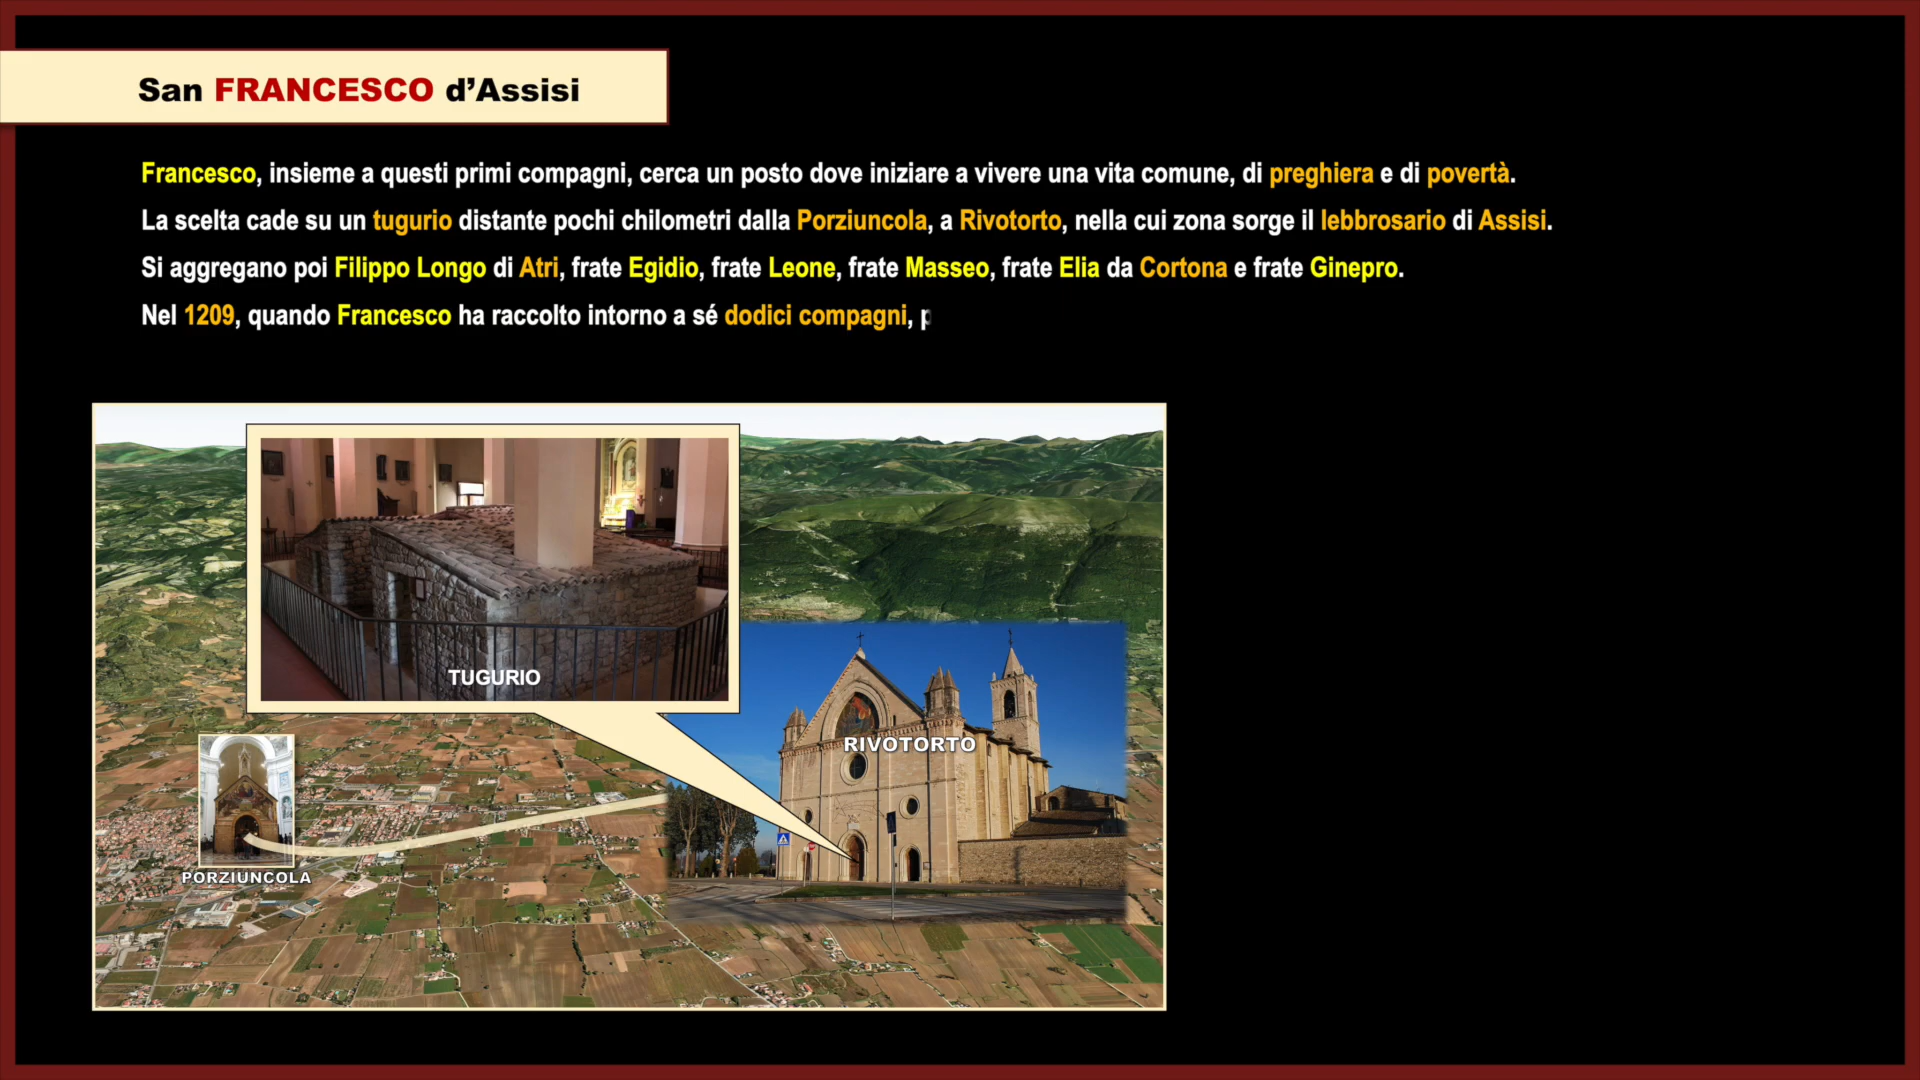 San FRANCESCO d’Assisi
Francesco, insieme a questi primi compagni, cerca un posto dove iniziare a vivere una vita comune, di preghiera e di povertà.
La scelta cade su un tugurio distante pochi chilometri dalla Porziuncola, a Rivotorto, nella cui zona sorge il lebbrosario di Assisi.
Si aggregano poi Filippo Longo di Atri, frate Egidio, frate Leone, frate Masseo, frate Elia da Cortona e frate Ginepro.
Nel 1209, quando Francesco ha raccolto intorno a sé dodici compagni, p
TUGURIO
RIVOTORTO
PORZIUNCOLA